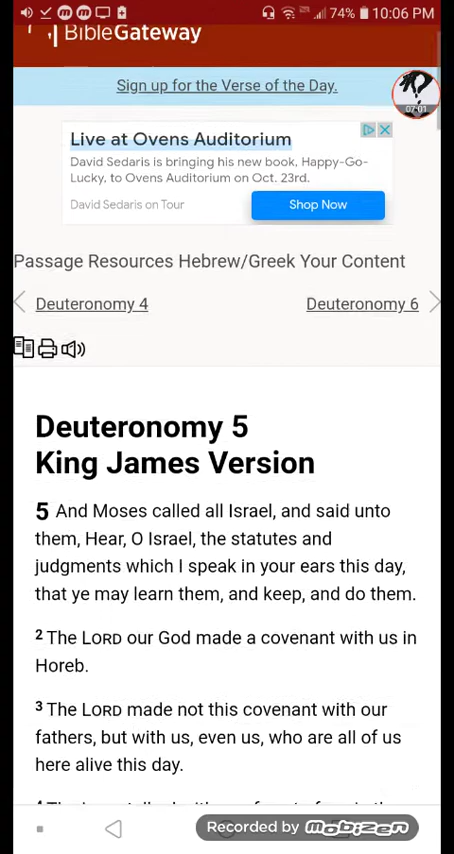 74% 10:06 PM
BibleGateway
Sign up for the Verse of the Day.
07:01
Live at Ovens Auditorium
David Sedaris is bringing his new book, Happy-Go-
Lucky, to Ovens Auditorium on Oct. 23rd.
David Sedaris on Tour
Shop Now
Passage Resources Hebrew/Greek Your Content
Deuteronomy 4
Deuteronomy 6
Deuteronomy 5
King James Version
5 And Moses called all Israel, and said unto
them, Hear, O Israel, the statutes and
judgments which I speak in your ears this day,
that ye may learn them, and keep, and do them.
2 The LORD our God made a covenant with us in
Horeb.
3 The LORD made not this covenant with our
fathers, but with us, even us, who are all of us
here alive this day.
Recorded by mobizen